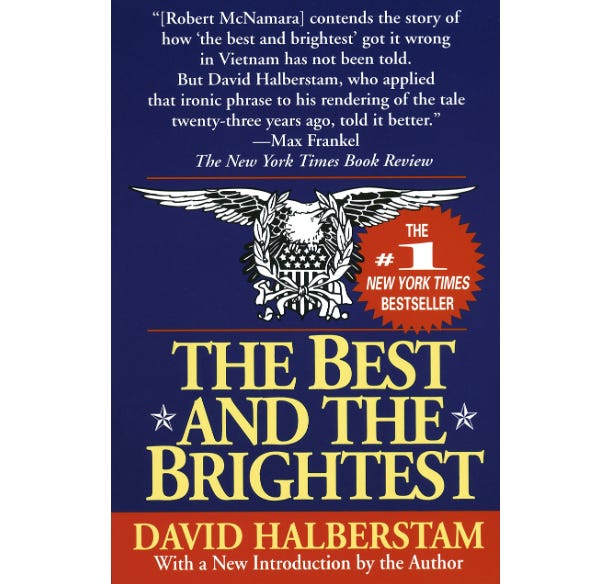 “[Robert McNamara] contends the story of
how ‘the best and brightest’ got it wrong
in Vietnam has not been told.
But David Halberstam, who applied
that ironic phrase to his rendering of the tale
twenty-three years ago, told it better.”
—Max Frankel
The New York Times Book Review
THE
#1
NEW YORK TIMES
BESTSELLER
THE BEST
AND THE
BRIGHTEST
DAVID HALBERSTAM
With a New Introduction by the Author